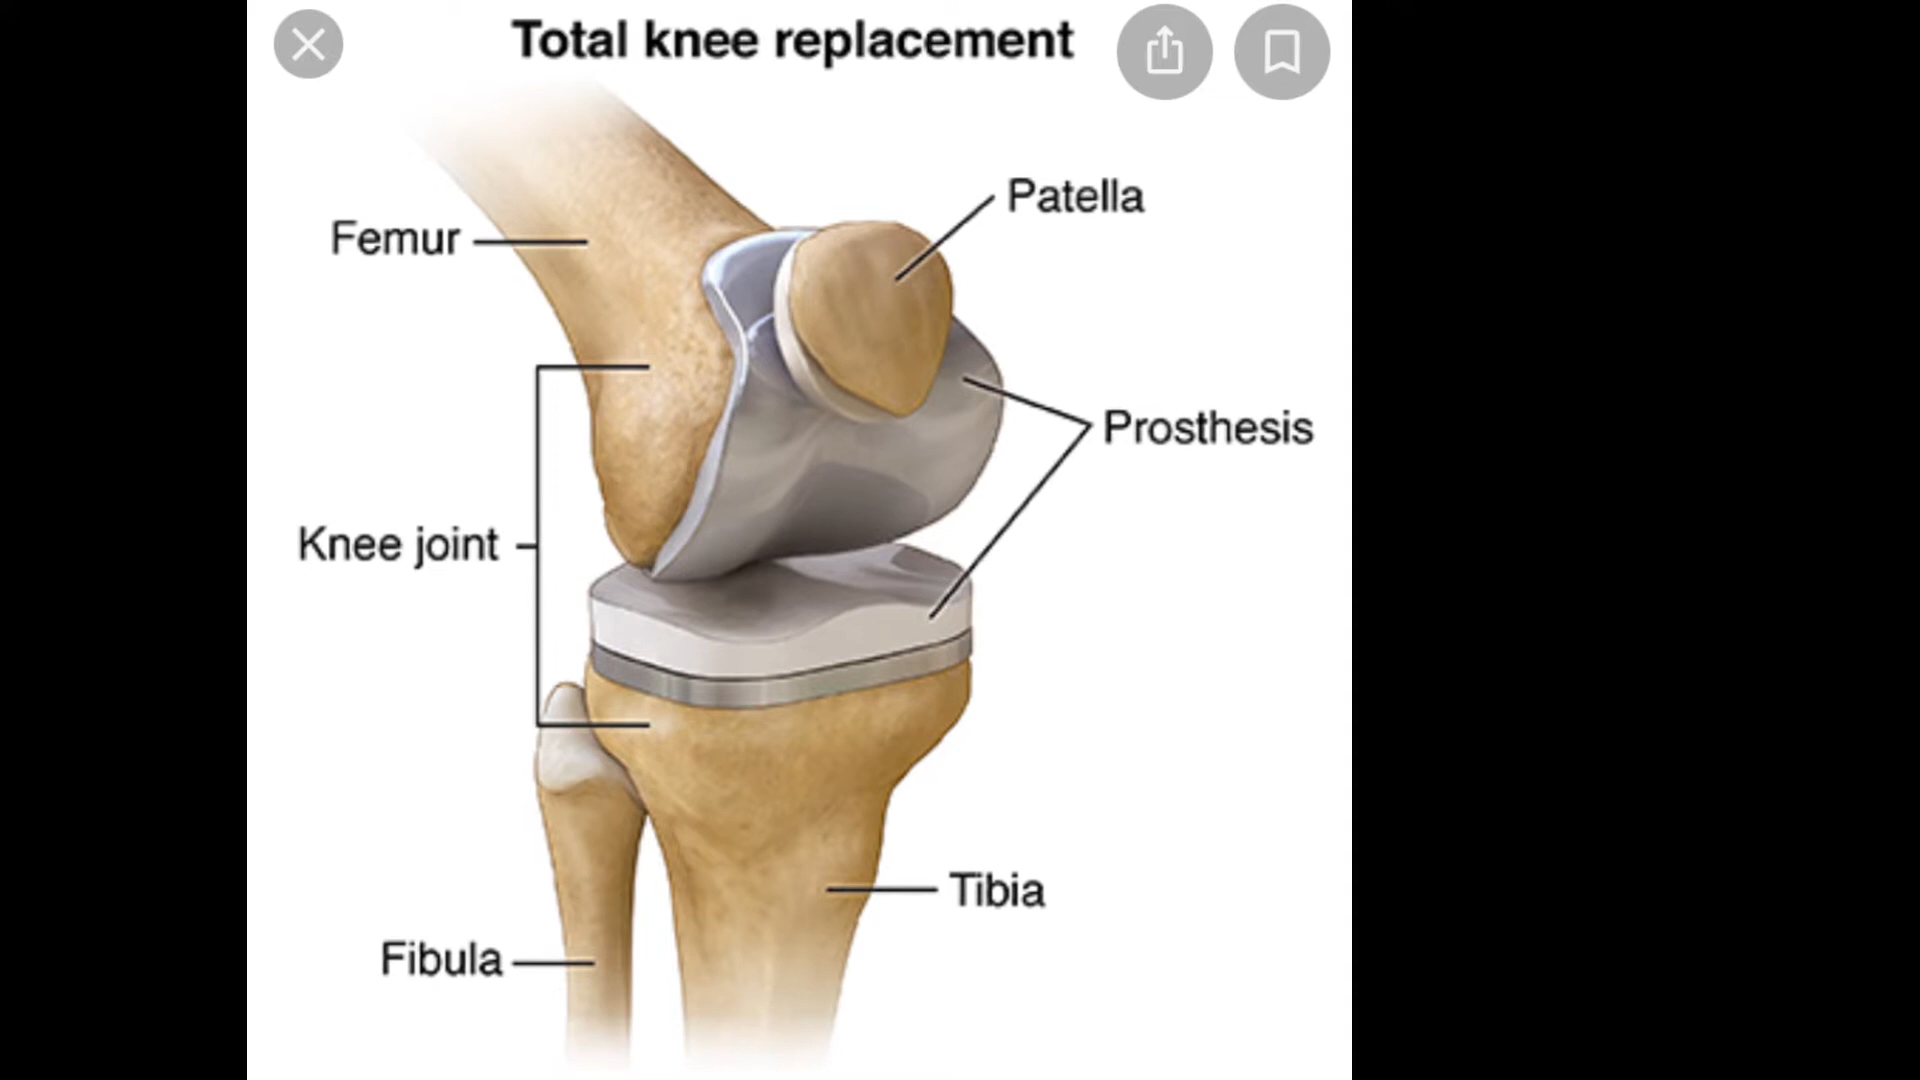 Total knee replacement
Patella
Femur
Prosthesis
Knee joint
Tibia
Fibula